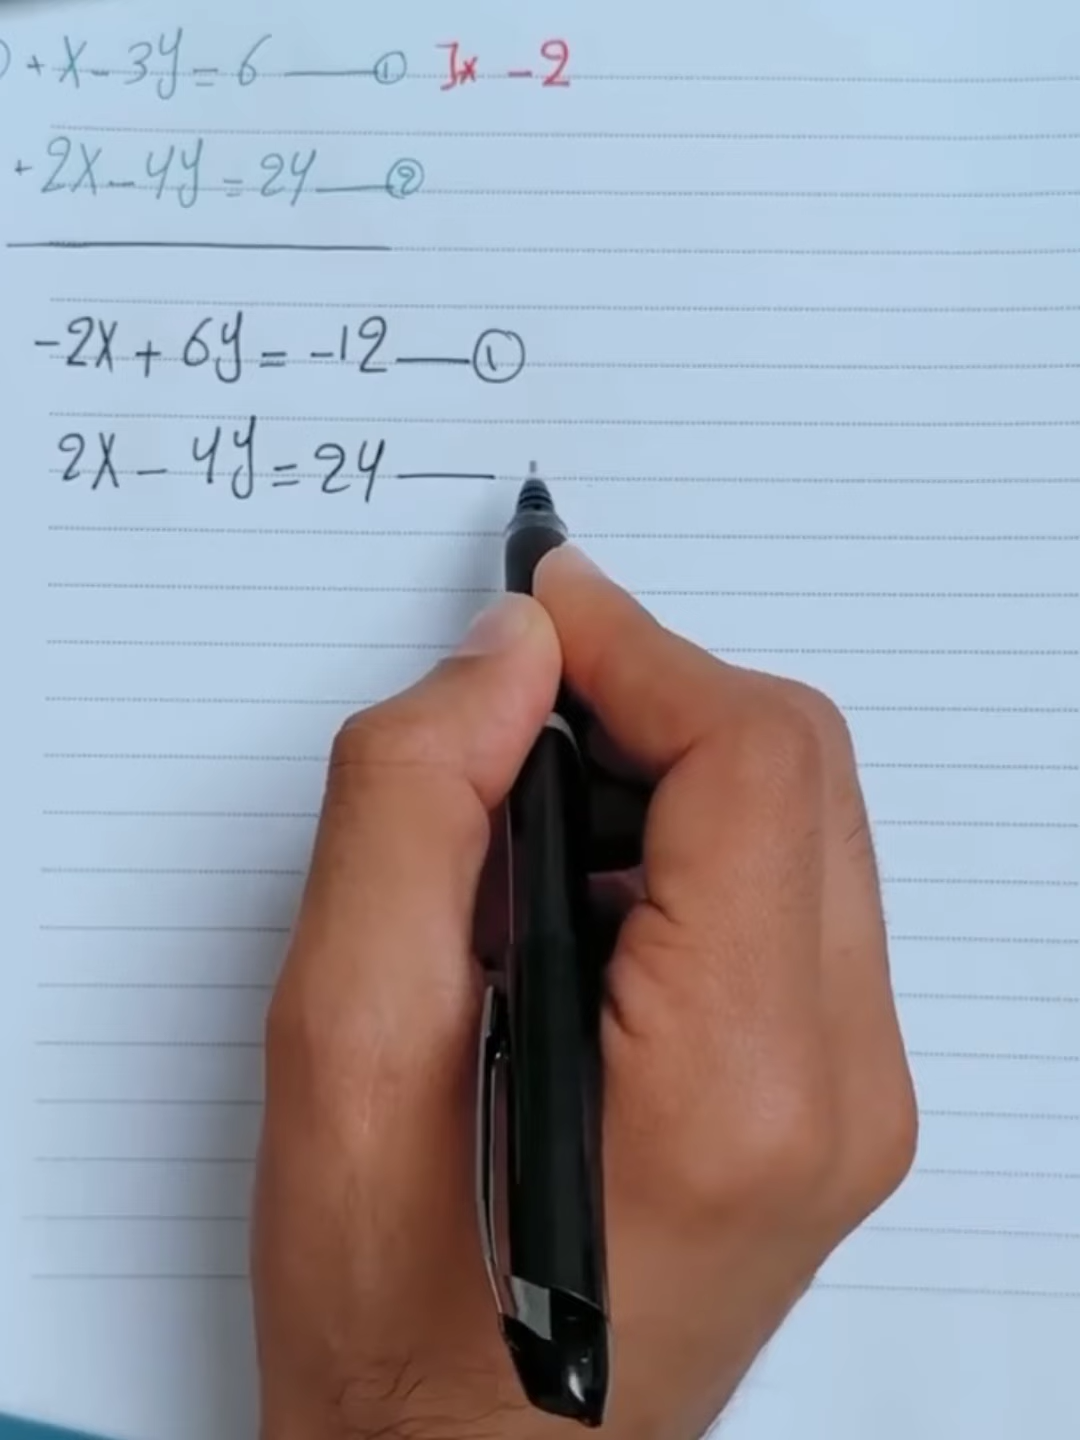 +x - 3y = 6 —— ① ]x -2
+2x - 4y = 24 —— ②
-2x + 6y = -12 —— ①
2x - 4y = 24 ——